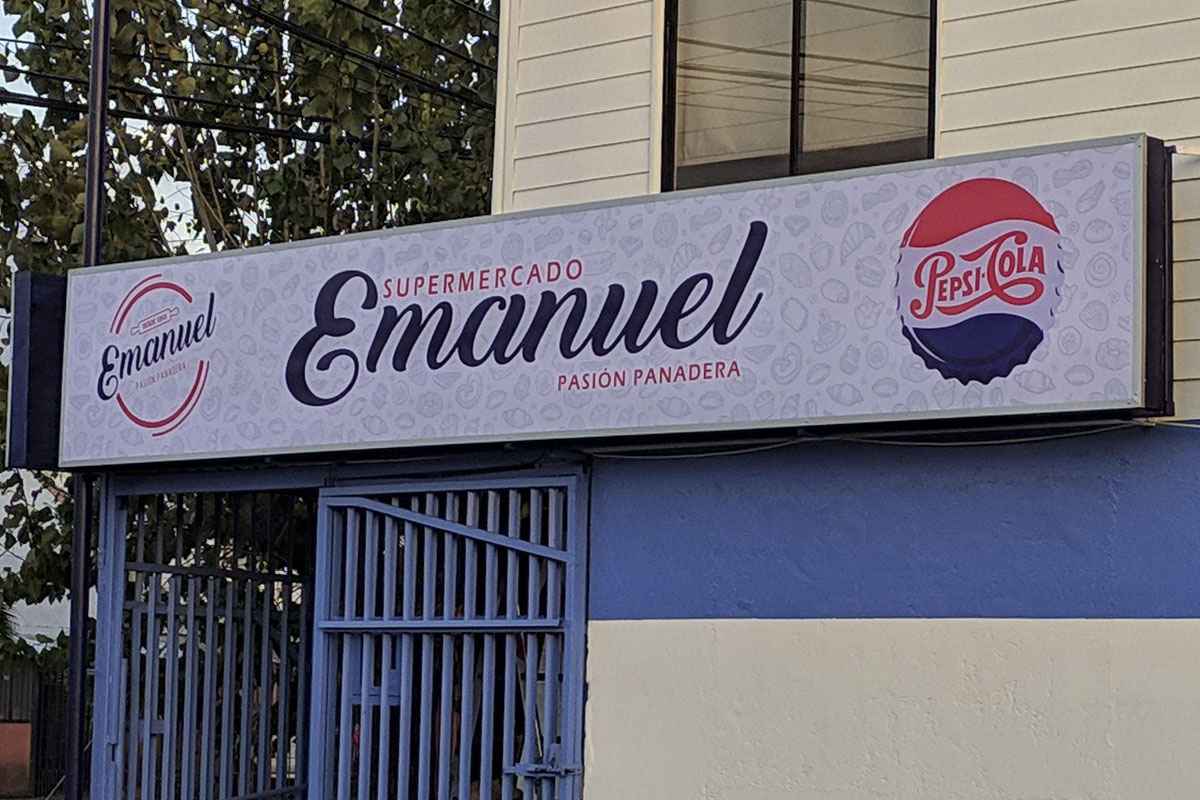 Emanuel
PASIÓN PANADERA
SUPERMERCADO
Emanuel
PASIÓN PANADERA
PEPSI-COLA